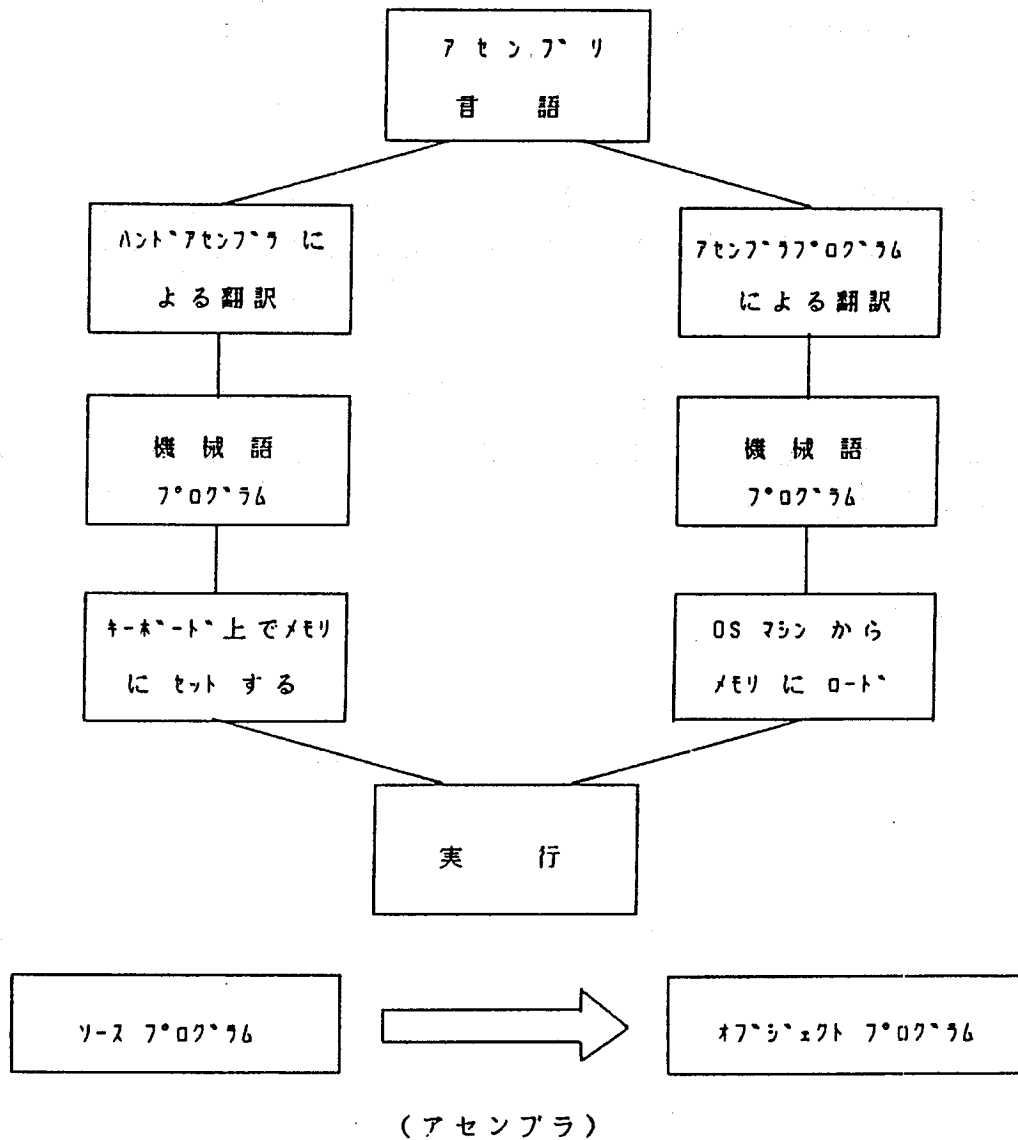 アセンブリ
言語
ﾊﾝﾄﾞｱｾﾝﾌﾞﾗ に
よる翻訳
ｱｾﾝﾌﾞﾗﾌﾟﾛｸﾞﾗﾑ
による翻訳
機械語
ﾌﾟﾛｸﾞﾗﾑ
機械語
ﾌﾟﾛｸﾞﾗﾑ
ｷｰﾎﾞｰﾄﾞ上でﾒﾓﾘ
に ｾｯﾄ する
OS ﾏｼﾝ から
ﾒﾓﾘ に ﾛｰﾄﾞ
実行
ｿｰｽ ﾌﾟﾛｸﾞﾗﾑ
ｵﾌﾞｼﾞｪｸﾄ ﾌﾟﾛｸﾞﾗﾑ
(アセンブラ)